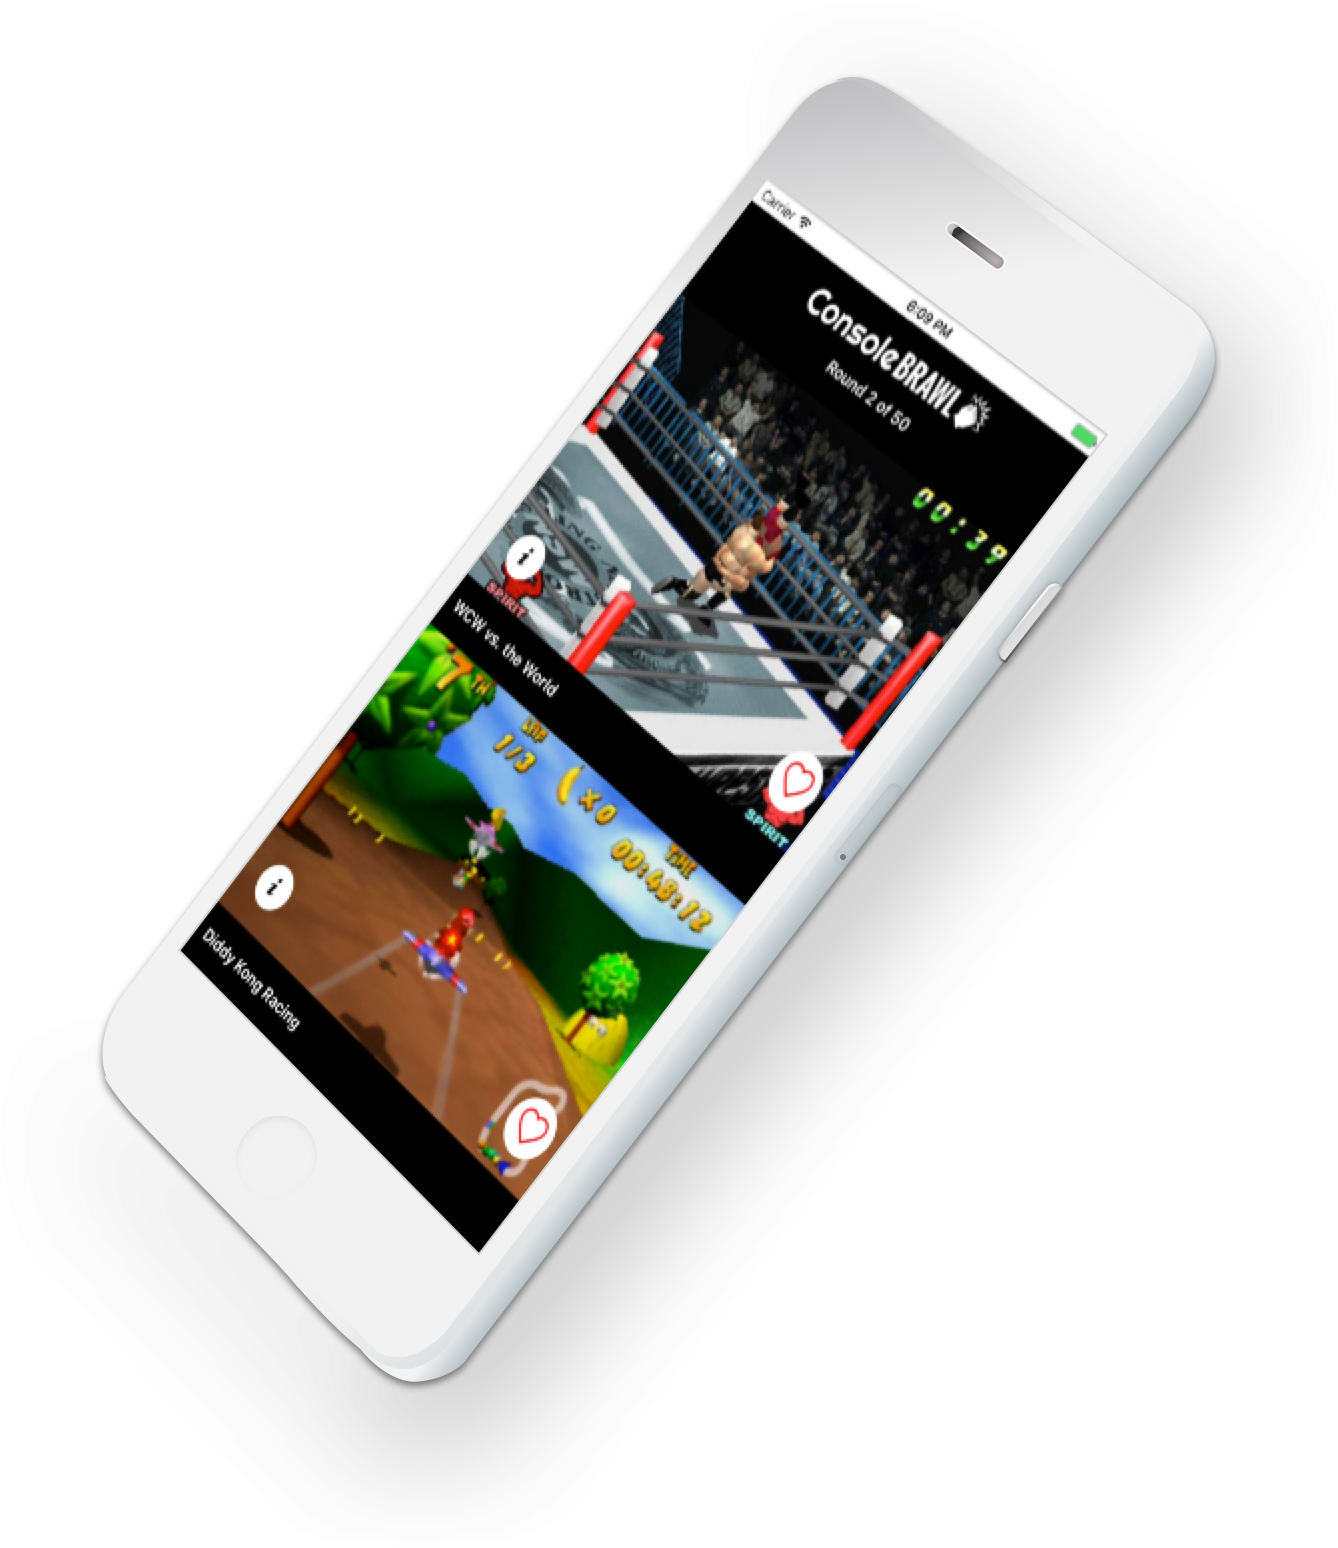 Carrier
6:09 PM
ConsoleBRAWL
Round 2 of 50
00:39
SPIRIT
SPIRIT
WCW vs. the World
7TH
LAP
1/3
x0
TIME
00:48:12
Diddy Kong Racing